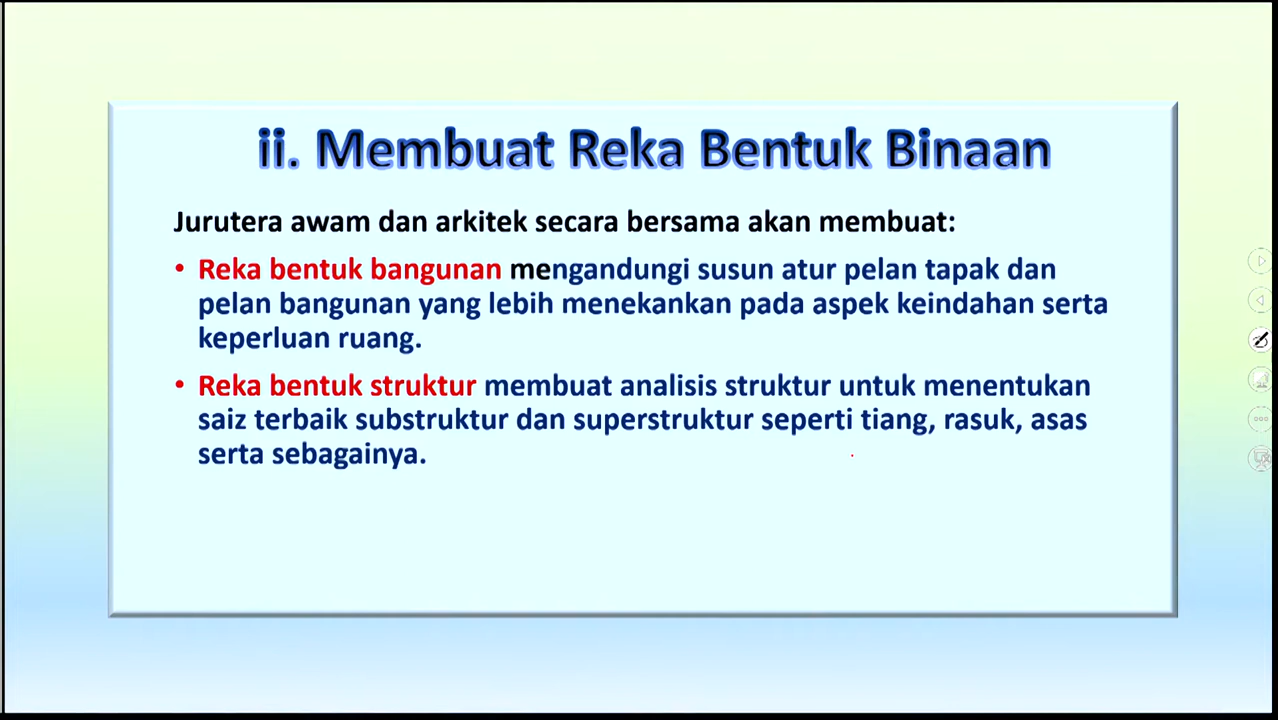 ii. Membuat Reka Bentuk Binaan
Jurutera awam dan arkitek secara bersama akan membuat:
• Reka bentuk bangunan mengandungi susun atur pelan tapak dan
pelan bangunan yang lebih menekankan pada aspek keindahan serta
keperluan ruang.
• Reka bentuk struktur membuat analisis struktur untuk menentukan
saiz terbaik substruktur dan superstruktur seperti tiang, rasuk, asas
serta sebagainya.